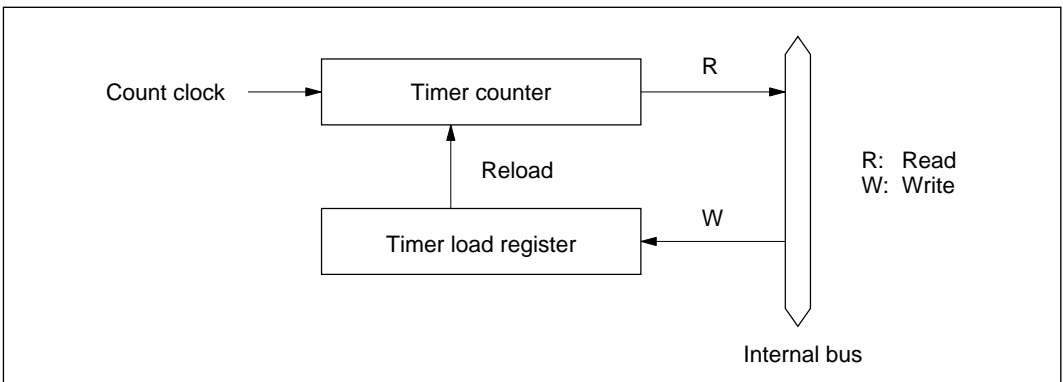 R
Count clock
Timer counter
Reload
R: Read
W: Write
W
Timer load register
Internal bus